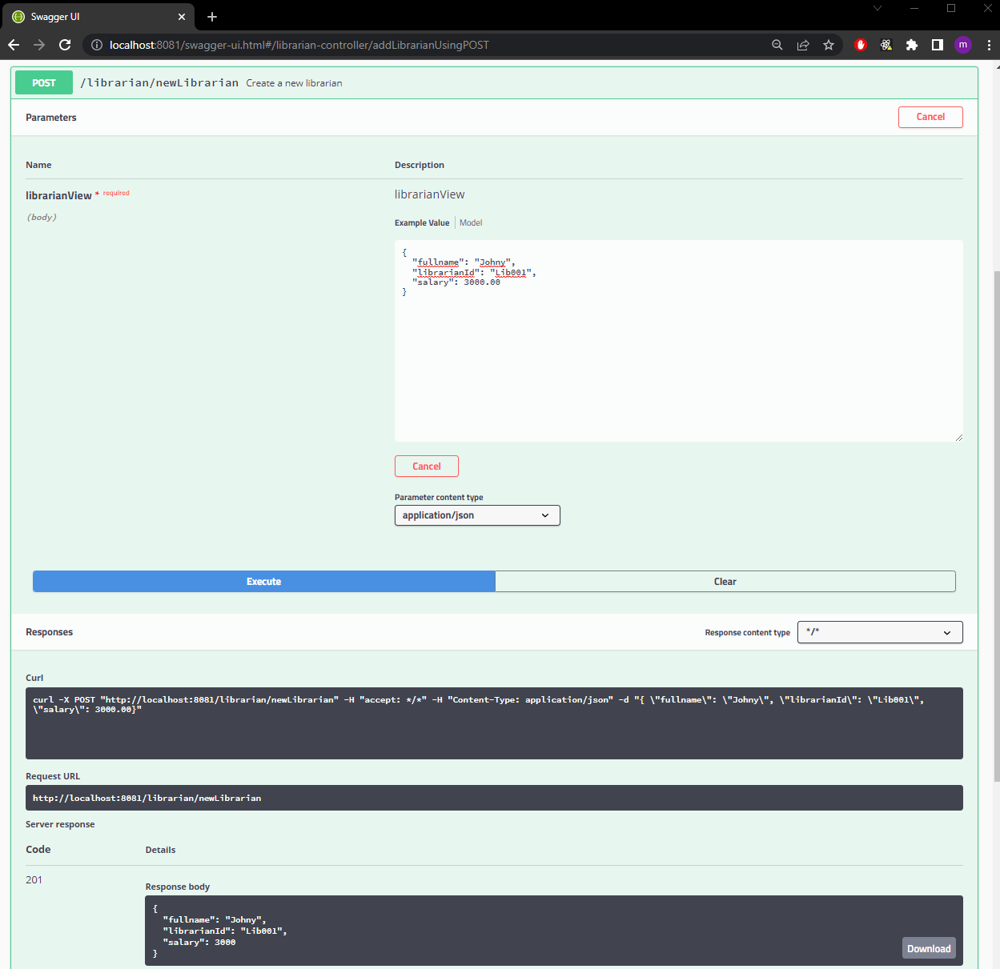 Swagger UI
localhost:8081/swagger-ui.html#/librarian-controller/addLibrarianUsingPOST
m
POST /librarian/newLibrarian Create a new librarian
Parameters Cancel
Name Description
librarianView * required librarianView
(body)
Example Value Model
{
"fullname": "Johny",
"librarianId": "Lib001",
"salary": 3000.00
}
Cancel
Parameter content type
application/json
Execute Clear
Responses Response content type */*
Curl
curl -X POST "http://localhost:8081/librarian/newLibrarian" -H "accept: */*" -H "Content-Type: application/json" -d "{ \"fullname\": \"Johny\", \"librarianId\": \"Lib001\",
\"salary\": 3000.00}"
Request URL
http://localhost:8081/librarian/newLibrarian
Server response
Code Details
201
Response body
{
"fullname": "Johny",
"librarianId": "Lib001",
"salary": 3000
}
Download